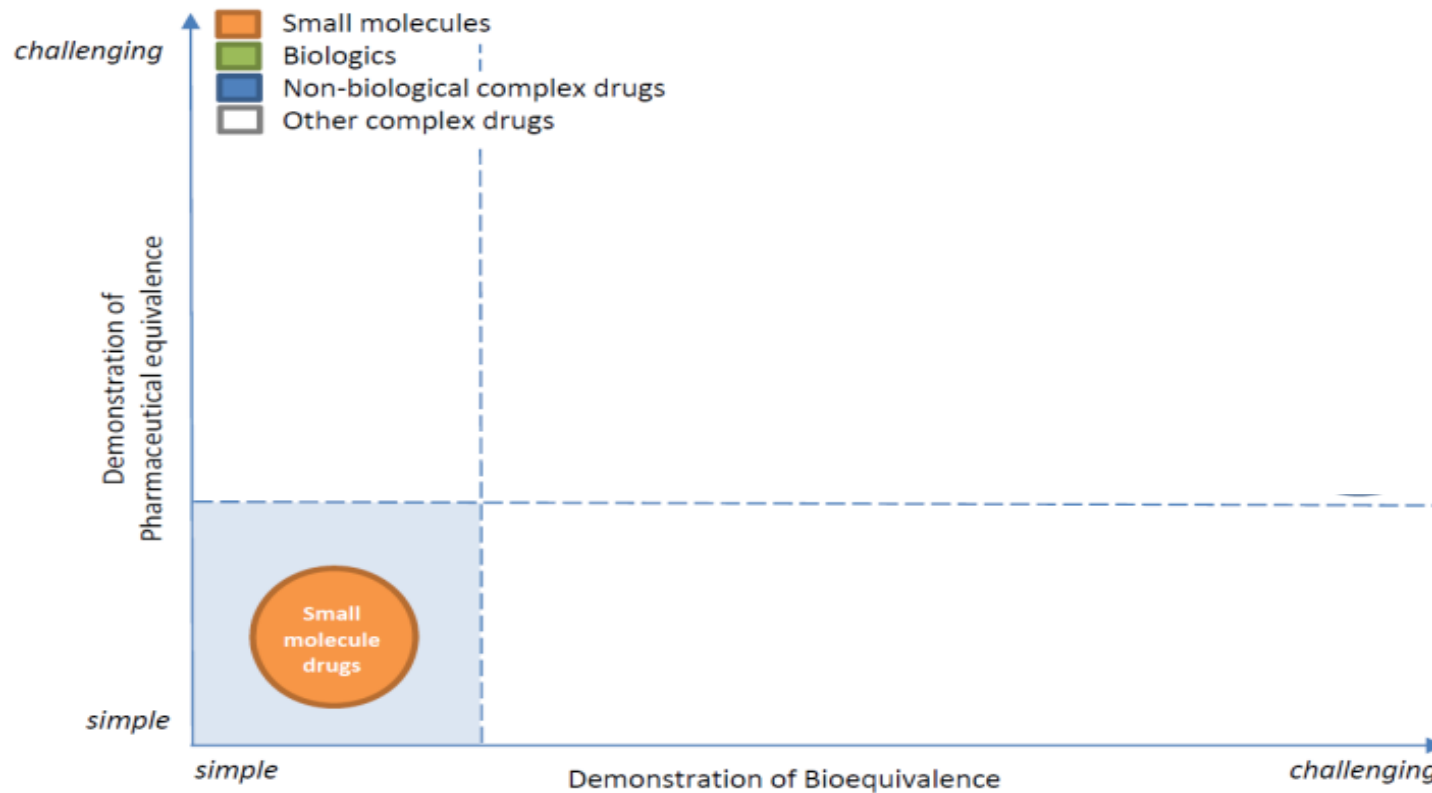 challenging
Small molecules
Biologics
Non-biological complex drugs
Other complex drugs
Demonstration of
Pharmaceutical equivalence
Small
molecule
drugs
simple
simple
Demonstration of Bioequivalence
challenging